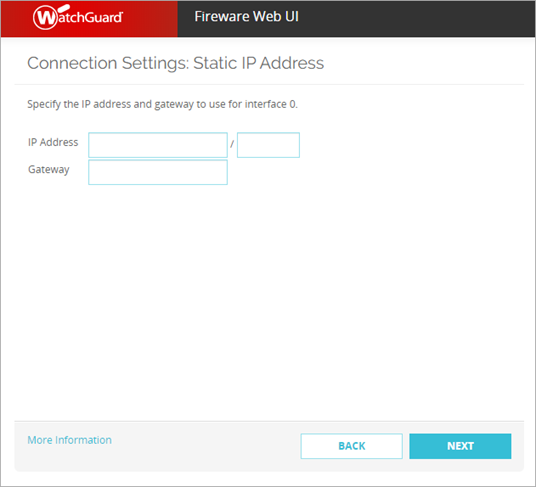 WatchGuard
Fireware Web UI
Connection Settings: Static IP Address
Specify the IP address and gateway to use for interface 0.
IP Address /
Gateway
More Information BACK NEXT